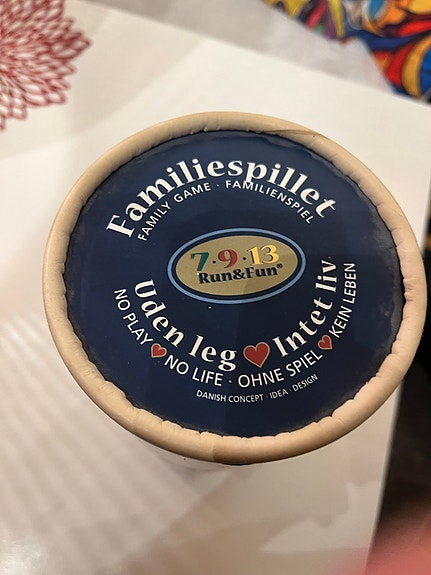 Familiespillet
FAMILY GAME · FAMILIENSPIEL
7·9·13
Run&Fun®
Uden leg ♥ Intet liv
NO PLAY ♥ NO LIFE · OHNE SPIEL ♥ KEIN LEBEN
DANISH CONCEPT · IDEA · DESIGN